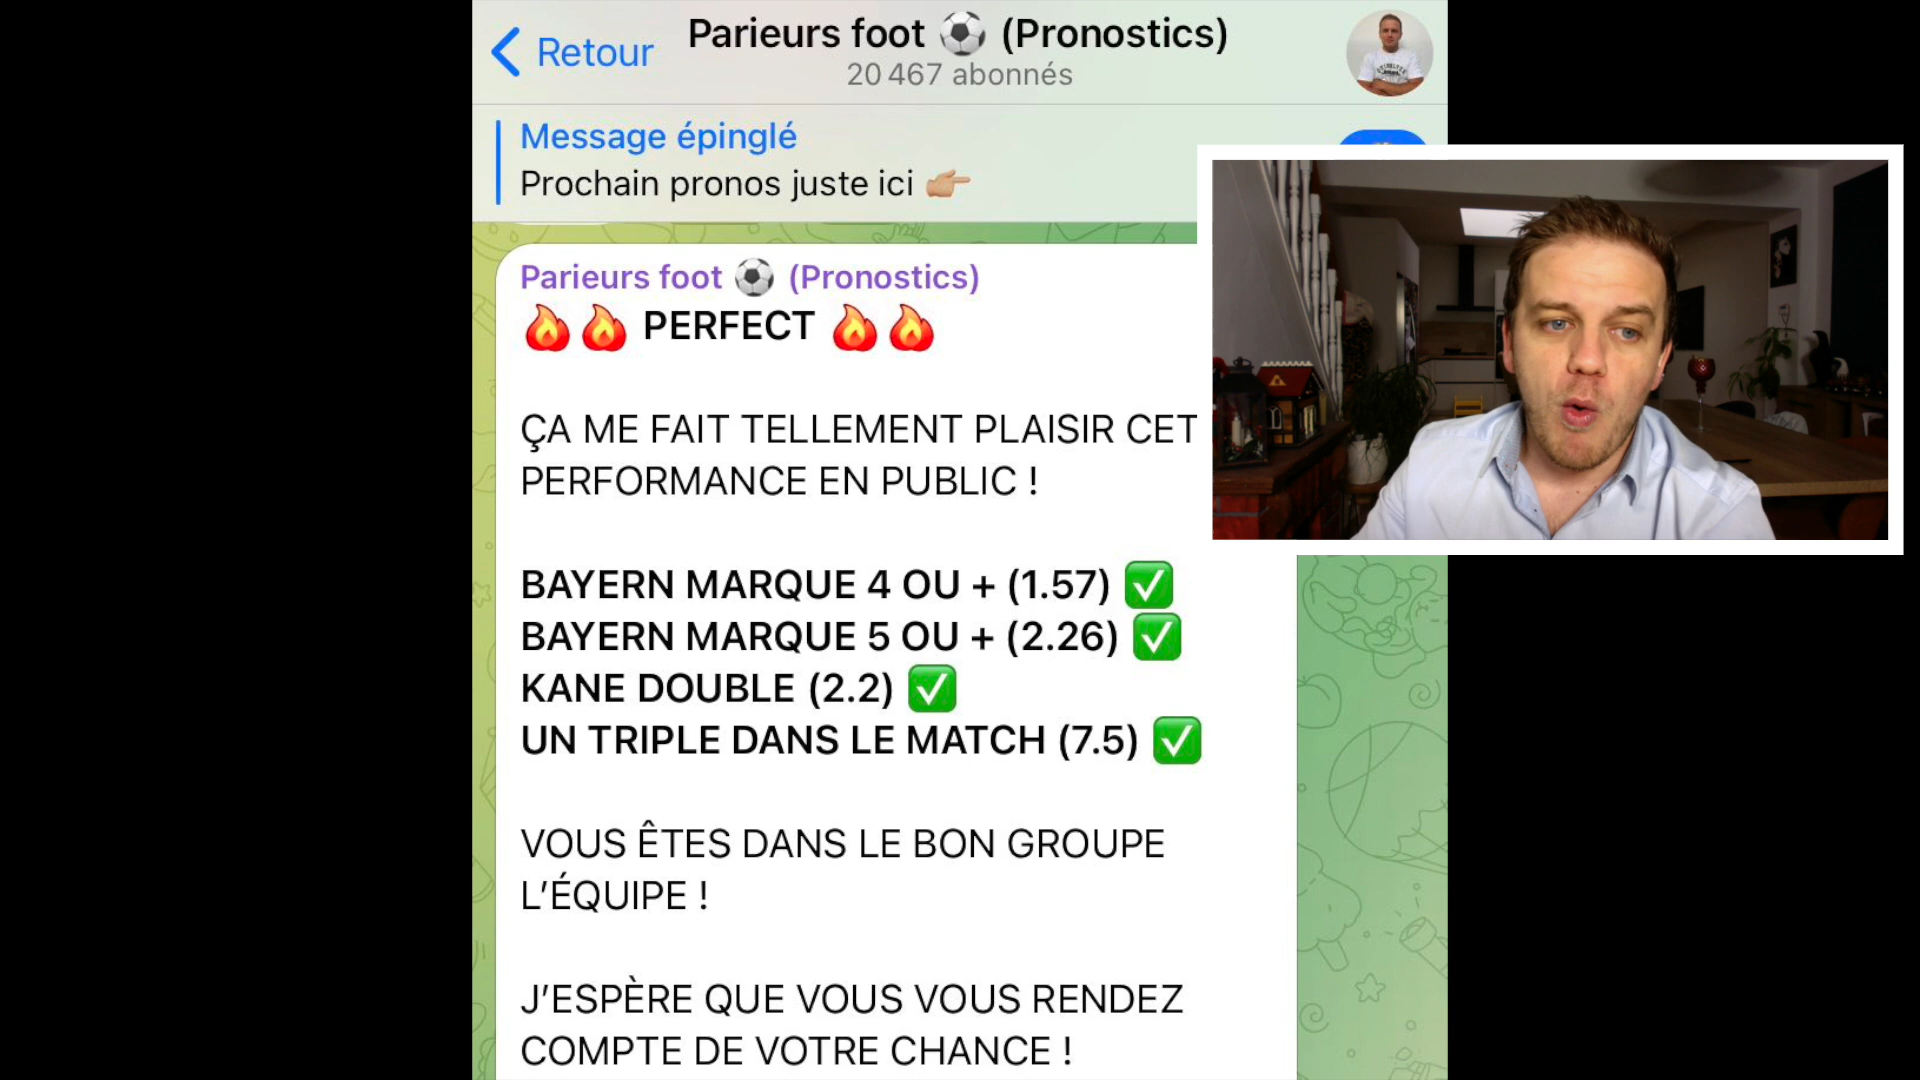 Retour
Parieurs foot ⚽ (Pronostics)
20 467 abonnés
Message épinglé
Prochain pronos juste ici 👉🏼
Parieurs foot ⚽ (Pronostics)
🔥🔥 PERFECT 🔥🔥
ÇA ME FAIT TELLEMENT PLAISIR CET
PERFORMANCE EN PUBLIC !
BAYERN MARQUE 4 OU + (1.57) ✅
BAYERN MARQUE 5 OU + (2.26) ✅
KANE DOUBLE (2.2) ✅
UN TRIPLE DANS LE MATCH (7.5) ✅
VOUS ÊTES DANS LE BON GROUPE
L’ÉQUIPE !
J’ESPÈRE QUE VOUS VOUS RENDEZ
COMPTE DE VOTRE CHANCE !